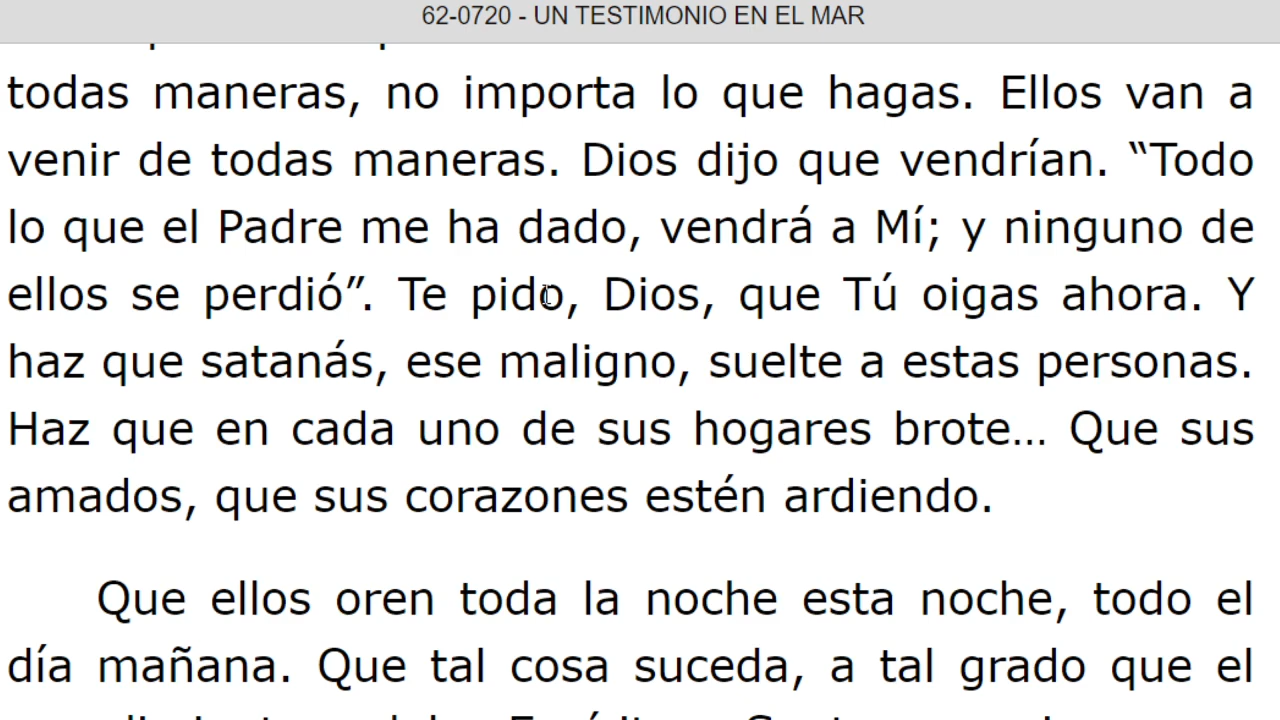 62-0720 - UN TESTIMONIO EN EL MAR
todas maneras, no importa lo que hagas. Ellos van a
venir de todas maneras. Dios dijo que vendrían. “Todo
lo que el Padre me ha dado, vendrá a Mí; y ninguno de
ellos se perdió”. Te pido, Dios, que Tú oigas ahora. Y
haz que satanás, ese maligno, suelte a estas personas.
Haz que en cada uno de sus hogares brote… Que sus
amados, que sus corazones estén ardiendo.
Que ellos oren toda la noche esta noche, todo el
día mañana. Que tal cosa suceda, a tal grado que el